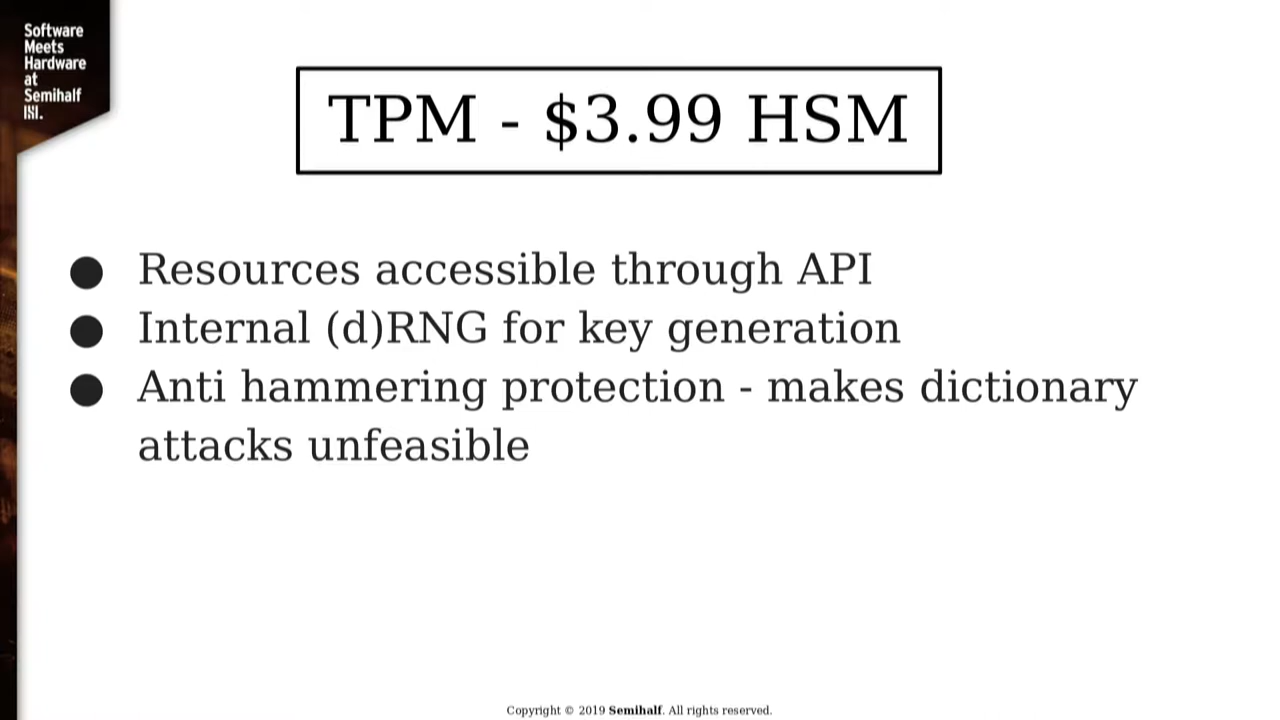 Software
Meets
Hardware
at
Semihalf
TPM - $3.99 HSM
● Resources accessible through API
● Internal (d)RNG for key generation
● Anti hammering protection - makes dictionary
attacks unfeasible
Copyright © 2019 Semihalf. All rights reserved.